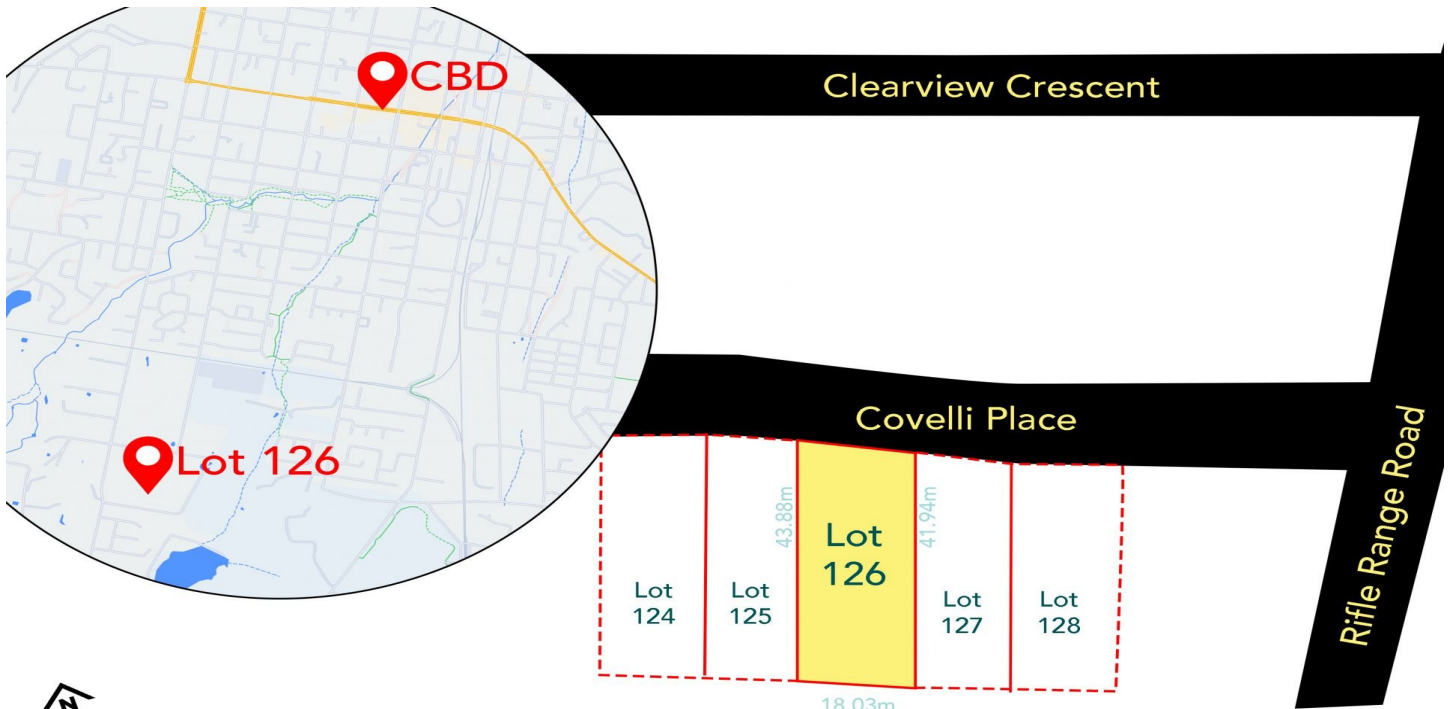 CBD
Clearview Crescent
Lot 126
Covelli Place
Rifle Range Road
43.88m
41.94m
Lot
126
Lot
124
Lot
125
Lot
127
Lot
128
18.03m
N